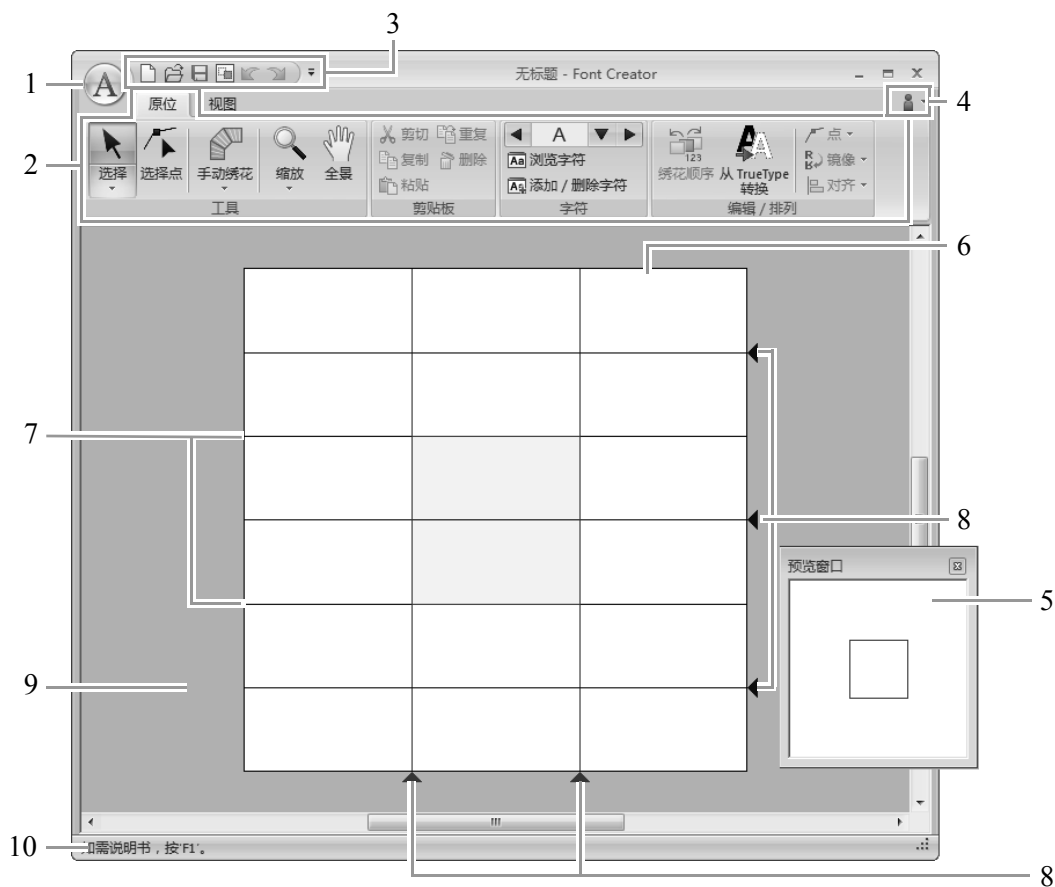 3
无标题 - Font Creator
1
A
原位 视图
4
2
选择 选择点 手动绣花 缩放 全景
工具
剪切 重复
复制 删除
粘贴
剪贴板
A
Aa 浏览字符
Aa 添加 / 删除字符
字符
123
绣花顺序
A A
从 TrueType
转换
点
R R 镜像
对齐
编辑 / 排列
6
7
8
预览窗口
5
9
10
如需说明书，按'F1'。
8